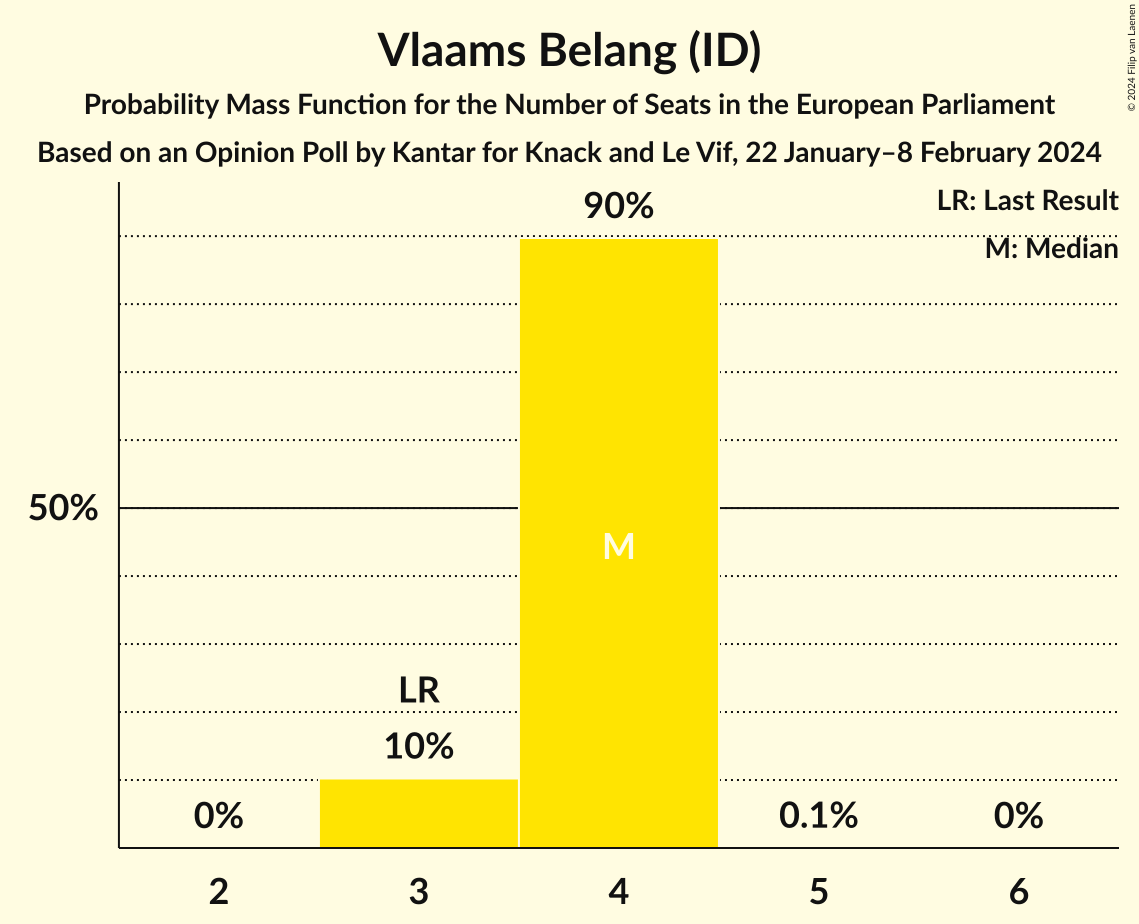 Vlaams Belang (ID)
Probability Mass Function for the Number of Seats in the European Parliament
Based on an Opinion Poll by Kantar for Knack and Le Vif, 22 January–8 February 2024
© 2024 Filip van Laenen
LR: Last Result
M: Median
90%
50%
M
LR
10%
0%
0.1%
0%
2 3 4 5 6